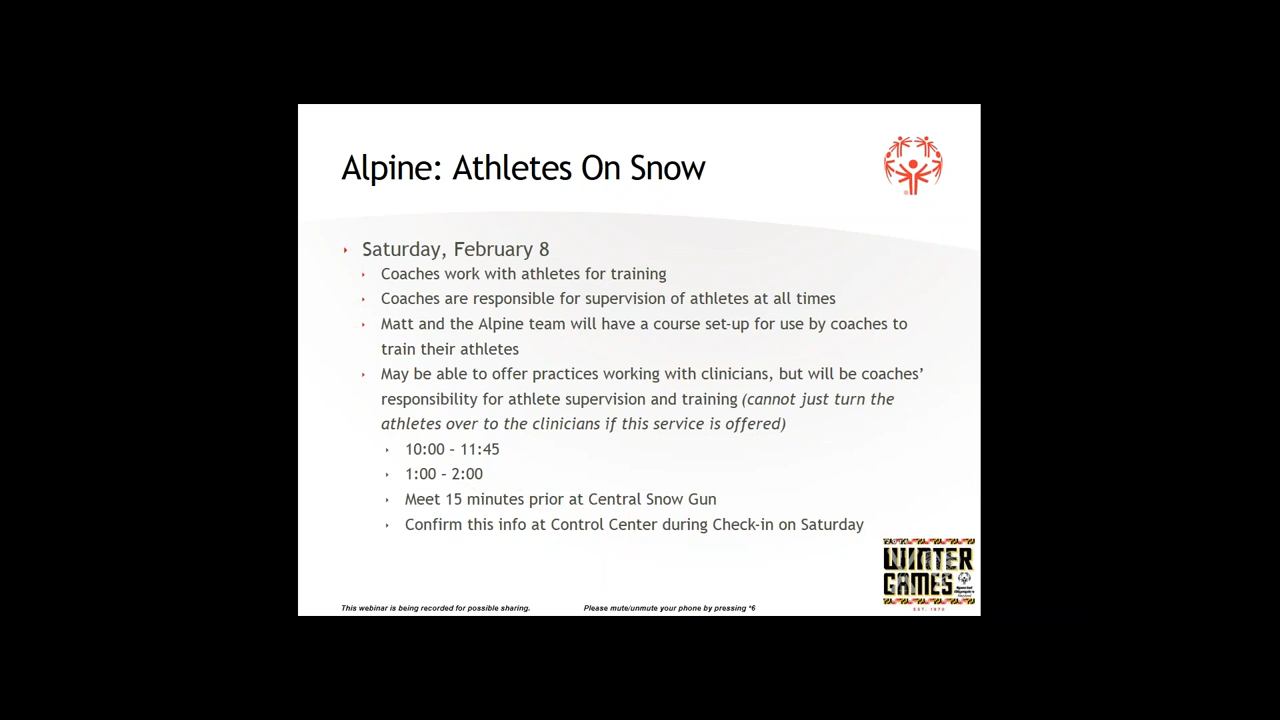 Alpine: Athletes On Snow
Saturday, February 8
Coaches work with athletes for training
Coaches are responsible for supervision of athletes at all times
Matt and the Alpine team will have a course set-up for use by coaches to
train their athletes
May be able to offer practices working with clinicians, but will be coaches’
responsibility for athlete supervision and training (cannot just turn the
athletes over to the clinicians if this service is offered)
10:00 – 11:45
1:00 – 2:00
Meet 15 minutes prior at Central Snow Gun
Confirm this info at Control Center during Check-in on Saturday
WINTER
GAMES
EST. 1970
This webinar is being recorded for possible sharing. Please mute/unmute your phone by pressing *6